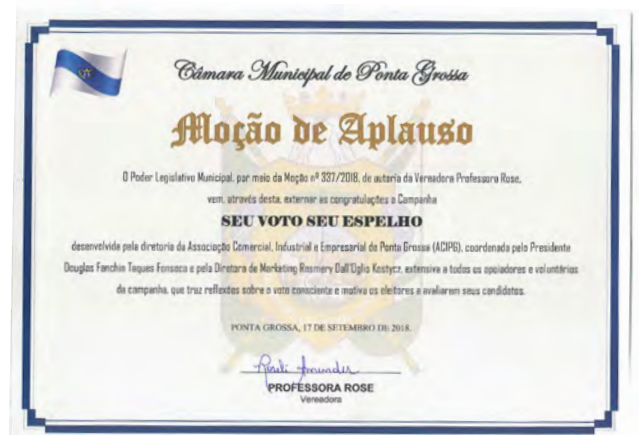 Câmara Municipal de Ponta Grossa
Moção de Aplauso
O Poder Legislativo Municipal, por meio da Moção nº 337/2018, de autoria da Vereadora Professora Rose,
vem, através desta, externar as congratulações a Campanha
SEU VOTO SEU ESPELHO
desenvolvida pela diretoria da Associação Comercial, Industrial e Empresarial de Ponta Grossa (ACIPG), coordenada pelo Presidente
Douglas Fanchin Taques Fonseca e pela Diretora de Marketing Rosmery Dall'Oglio Kostycz, extensiva a todos os apoiadores e voluntários
da campanha, que traz reflexões sobre o voto consciente e motiva os eleitores a avaliarem seus candidatos.
PONTA GROSSA, 17 DE SETEMBRO DE 2018.
PROFESSORA ROSE
Vereadora